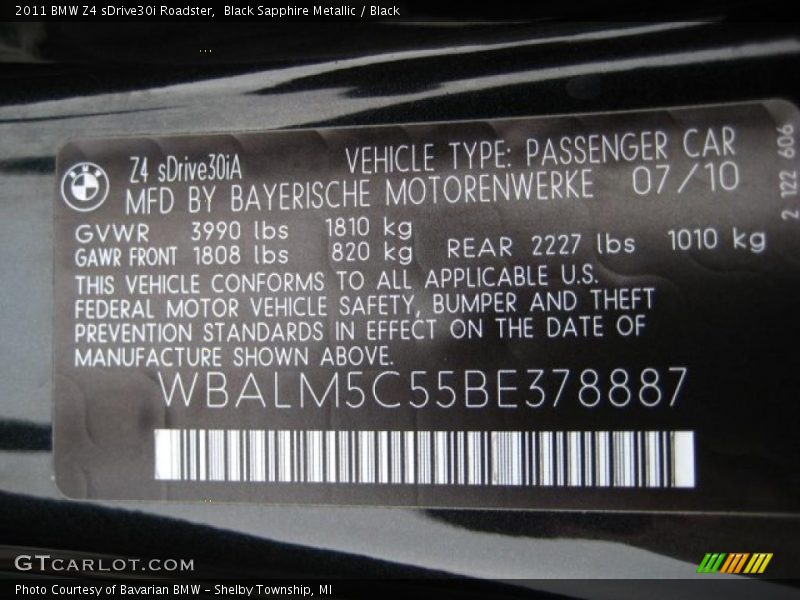 2011 BMW Z4 sDrive30i Roadster,  Black Sapphire Metallic / Black
Z4 sDrive30iA
VEHICLE TYPE: PASSENGER CAR
MFD BY BAYERISCHE MOTORENWERKE 07/10
GVWR 3990 lbs 1810 kg
GAWR FRONT 1808 lbs 820 kg REAR 2227 lbs 1010 kg
THIS VEHICLE CONFORMS TO ALL APPLICABLE U.S.
FEDERAL MOTOR VEHICLE SAFETY, BUMPER AND THEFT
PREVENTION STANDARDS IN EFFECT ON THE DATE OF
MANUFACTURE SHOWN ABOVE.
WBALM5C55BE378887
2 122 606
GTCARLOT.COM
Photo Courtesy of Bavarian BMW - Shelby Township, MI